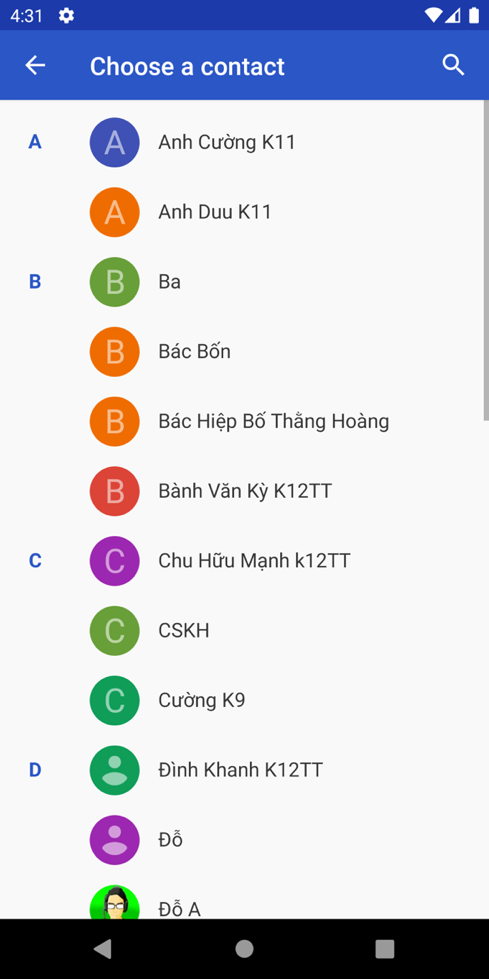 4:31
Choose a contact
A
A Anh Cường K11
A Anh Duu K11
B
B Ba
B Bác Bốn
B Bác Hiệp Bố Thằng Hoàng
B Bành Văn Kỳ K12TT
C
C Chu Hữu Mạnh k12TT
C CSKH
C Cường K9
D
Đình Khanh K12TT
Đỗ
Đỗ A